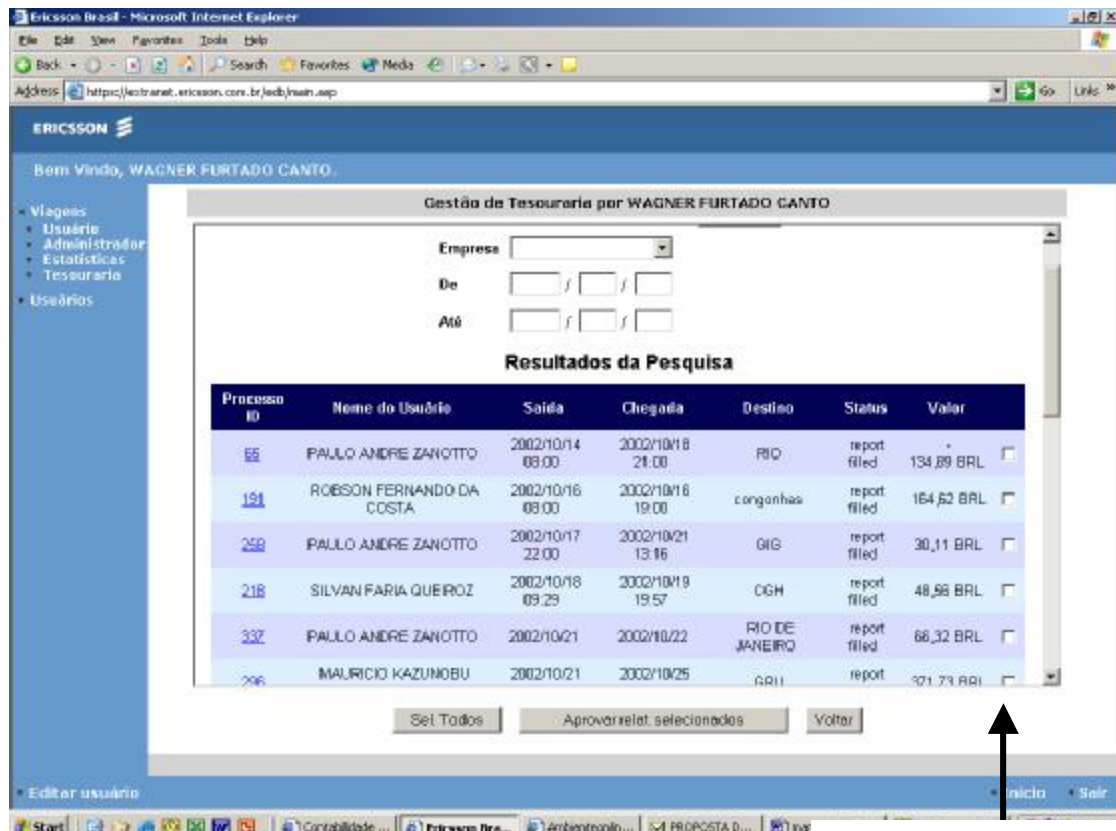 Ericsson Brasil - Microsoft Internet Explorer
File Edit View Favorites Tools Help
Back Search Favorites Media
Address https://extranet.ericsson.com.br/edb/main.asp Go Links »
ERICSSON
Bem Vindo, WAGNER FURTADO CANTO.
Viagens
Usuário
Administrador
Estatísticas
Tesouraria
Usuários
Gestão de Tesouraria por WAGNER FURTADO CANTO
Empresa
De / /
Até / /
Resultados da Pesquisa
Processo ID Nome do Usuário Saída Chegada Destino Status Valor
65 PAULO ANDRE ZANOTTO 2002/10/14 08:00 2002/10/18 21:00 RIO report filled -134,89 BRL
191 ROBSON FERNANDO DA COSTA 2002/10/16 08:00 2002/10/16 19:00 congonhas report filled 164,62 BRL
258 PAULO ANDRE ZANOTTO 2002/10/17 22:00 2002/10/21 13:16 GIG report filled 30,11 BRL
218 SILVAN FARIA QUEIROZ 2002/10/18 09:29 2002/10/19 19:57 CGH report filled 48,56 BRL
337 PAULO ANDRE ZANOTTO 2002/10/21 2002/10/22 RIO DE JANEIRO report filled 66,32 BRL
296 MAURICIO KAZUNOBU 2002/10/21 2002/10/25 GRU report 371,73 BRL
Sel. Todos Aprovar relat. selecionados Voltar
Editar usuário Início Sair
Start Contabilidade ... Ericsson Bra... PROPOSTA D...